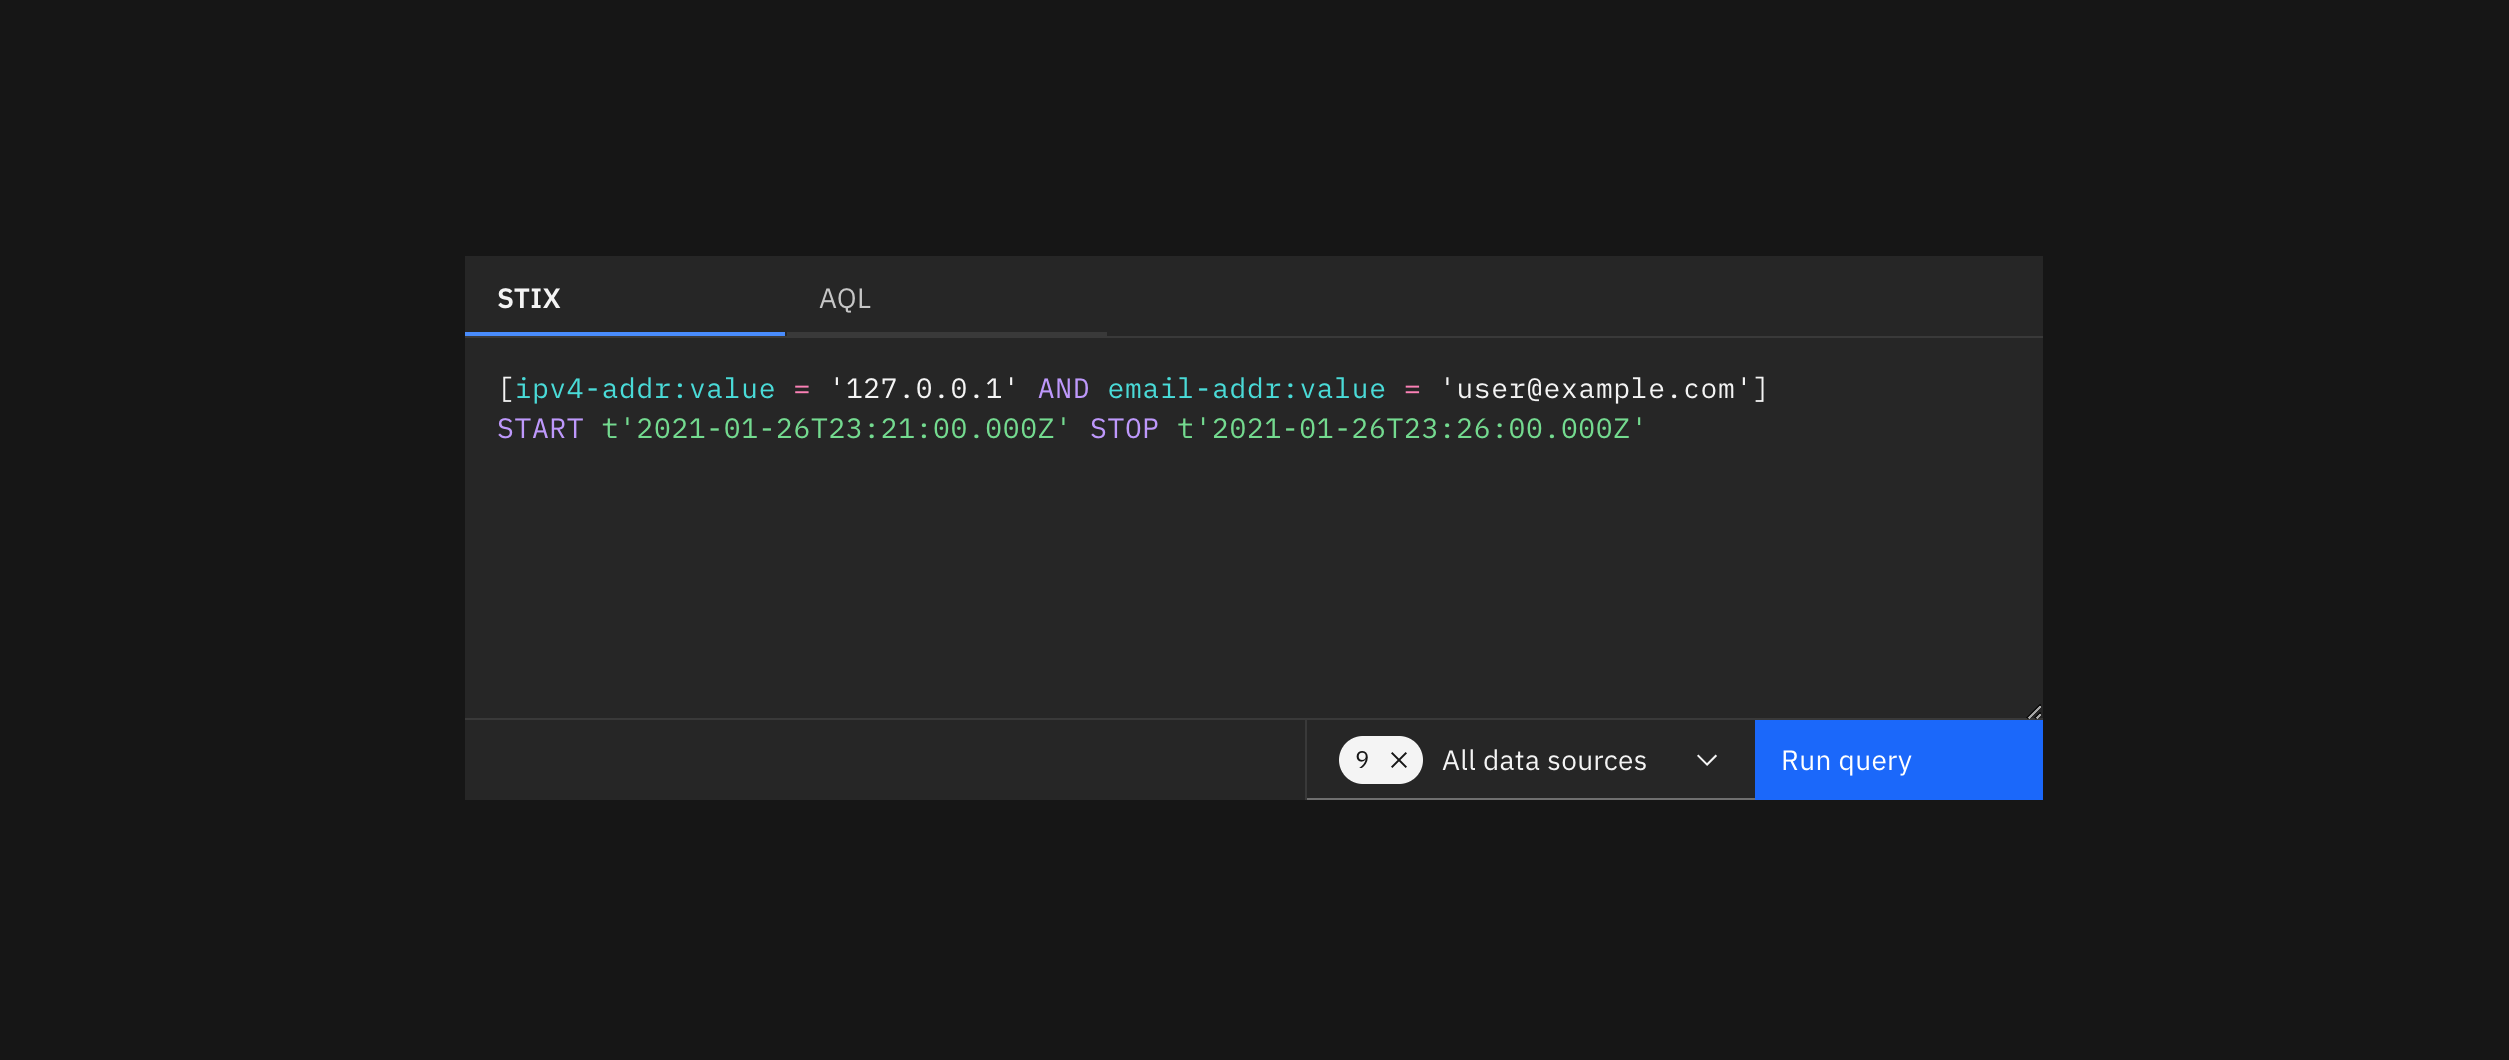 STIX AQL
[ipv4-addr:value = '127.0.0.1' AND email-addr:value = 'user@example.com']
START t'2021-01-26T23:21:00.000Z' STOP t'2021-01-26T23:26:00.000Z'
9 All data sources Run query